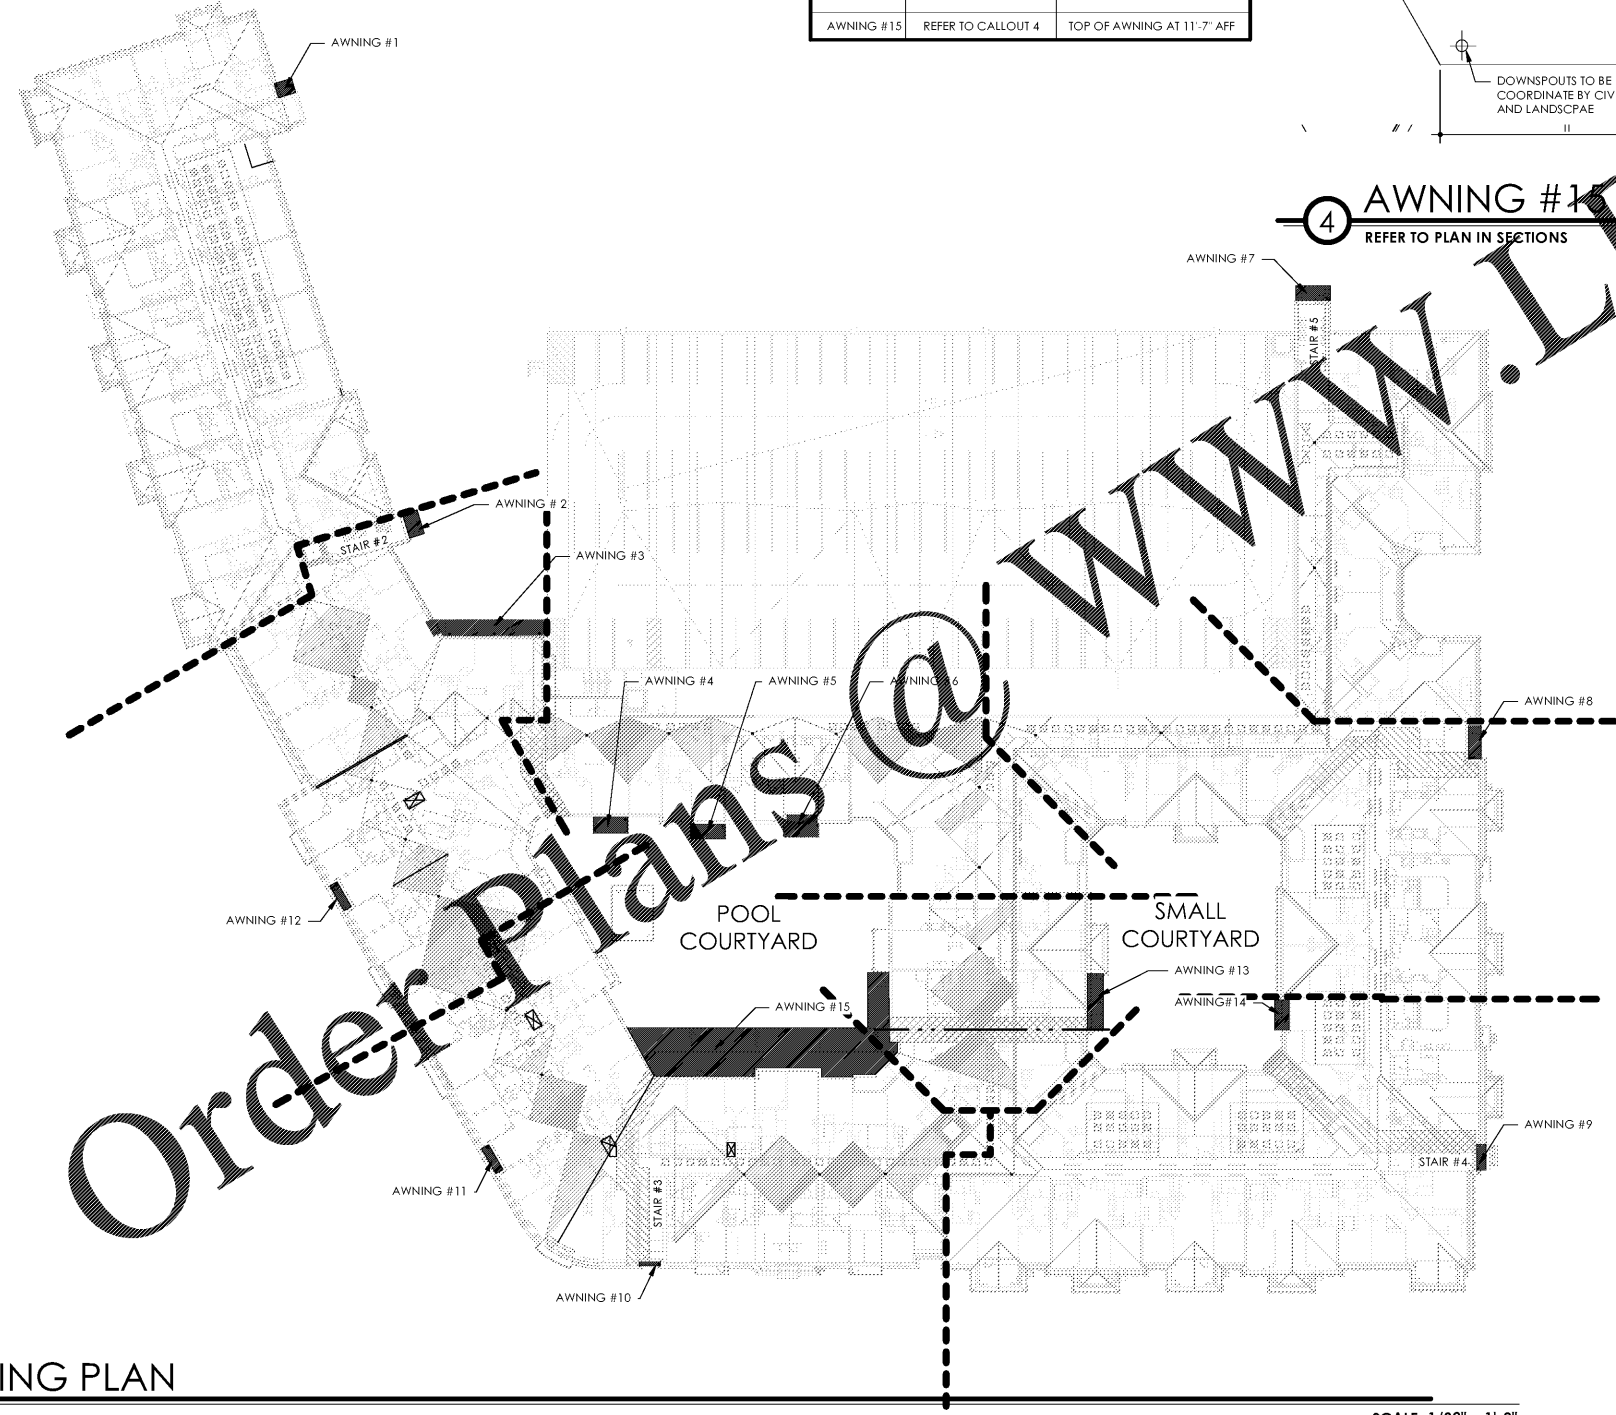 AWNING #15 REFER TO CALLOUT 4 TOP OF AWNING AT 11'-7" AFF
AWNING #1
DOWNSPOUTS TO BE
COORDINATE BY CIV
AND LANDSCPAE
4 AWNING #15
REFER TO PLAN IN SECTIONS
AWNING #7
STAIR #5
AWNING # 2
STAIR #2
AWNING #3
AWNING #4
AWNING #5
AWNING #6
AWNING #8
AWNING #12
POOL
COURTYARD
SMALL
COURTYARD
AWNING #13
AWNING#14
AWNING #15
AWNING #9
STAIR #4
AWNING #11
STAIR #3
AWNING #10
ING PLAN
Order Plans @ www.L